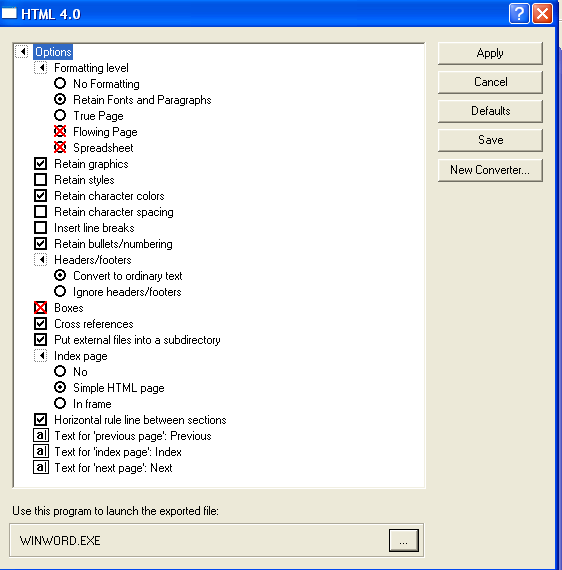 HTML 4.0
Options
Formatting level
No Formatting
Retain Fonts and Paragraphs
True Page
Flowing Page
Spreadsheet
Retain graphics
Retain styles
Retain character colors
Retain character spacing
Insert line breaks
Retain bullets/numbering
Headers/footers
Convert to ordinary text
Ignore headers/footers
Boxes
Cross references
Put external files into a subdirectory
Index page
No
Simple HTML page
In frame
Horizontal rule line between sections
a Text for 'previous page': Previous
a Text for 'index page': Index
a Text for 'next page': Next
Apply
Cancel
Defaults
Save
New Converter...
Use this program to launch the exported file:
WINWORD.EXE ...